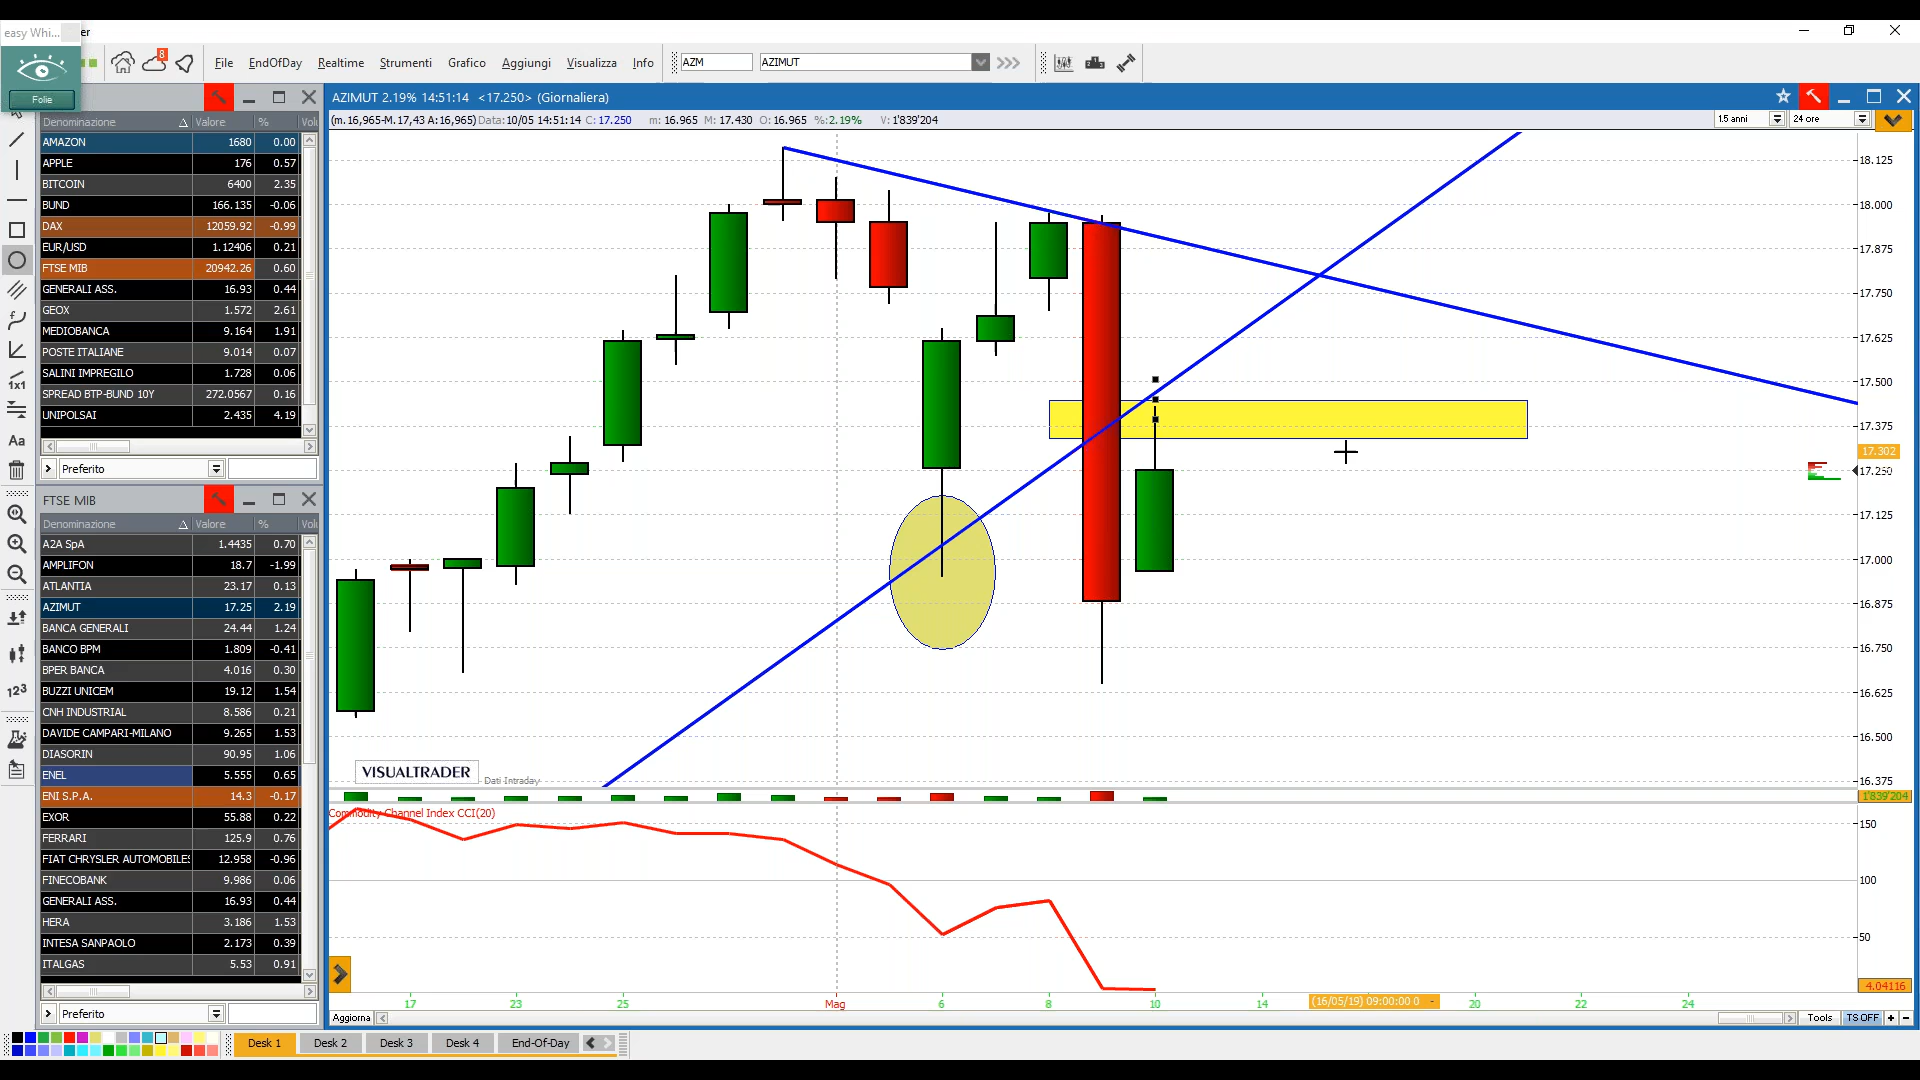 easy Whi... er
8
File EndOfDay Realtime Strumenti Grafico Aggiungi Visualizza Info AZM AZIMUT
Folie
AZIMUT 2.19% 14:51:14 <17.250> (Giornaliera)
(m.16,965-M.17,43 A:16,965) Data:10/05 14:51:14 C: 17.250 m: 16.965 M: 17.430 O: 16.965 %:2.19% V: 1'839'204
15 anni 24 ore
Denominazione Valore % Volu
AMAZON 1680 0.00
APPLE 176 0.57
BITCOIN 6400 2.35
BUND 166.135 -0.06
DAX 12059.92 -0.99
EUR/USD 1.12406 0.21
FTSE MIB 20942.26 0.60
GENERALI ASS. 16.93 0.44
GEOX 1.572 2.61
MEDIOBANCA 9.164 1.91
POSTE ITALIANE 9.014 0.07
SALINI IMPREGILO 1.728 0.06
SPREAD BTP-BUND 10Y 272.0567 0.16
UNIPOLSAI 2.435 4.19
Preferito
1x1
Aa
123
FTSE MIB
Denominazione Valore % Volu
A2A SpA 1.4435 0.70
AMPLIFON 18.7 -1.99
ATLANTIA 23.17 0.13
AZIMUT 17.25 2.19
BANCA GENERALI 24.44 1.24
BANCO BPM 1.809 -0.41
BPER BANCA 4.016 0.30
BUZZI UNICEM 19.12 1.54
CNH INDUSTRIAL 8.586 0.21
DAVIDE CAMPARI-MILANO 9.265 1.53
DIASORIN 90.95 1.06
ENEL 5.555 0.65
ENI S.P.A. 14.3 -0.17
EXOR 55.88 0.22
FERRARI 125.9 0.76
FIAT CHRYSLER AUTOMOBILES 12.958 -0.96
FINECOBANK 9.986 0.06
GENERALI ASS. 16.93 0.44
HERA 3.186 1.53
INTESA SANPAOLO 2.173 0.39
ITALGAS 5.53 0.91
Preferito
18.125
18.000
17.875
17.750
17.625
17.500
17.375
17.302
17.250
17.125
17.000
16.875
16.750
16.625
16.500
16.375
VISUALTRADER Dati Intraday
1'839'204
Commodity Channel Index CCI(20)
150
100
50
4.04116
17 23 25 Mag 6 8 10 14 (16/05/19) 09:00:00 0 - 20 22 24
Aggiorna Tools TS OFF + -
Desk 1 Desk 2 Desk 3 Desk 4 End-Of-Day